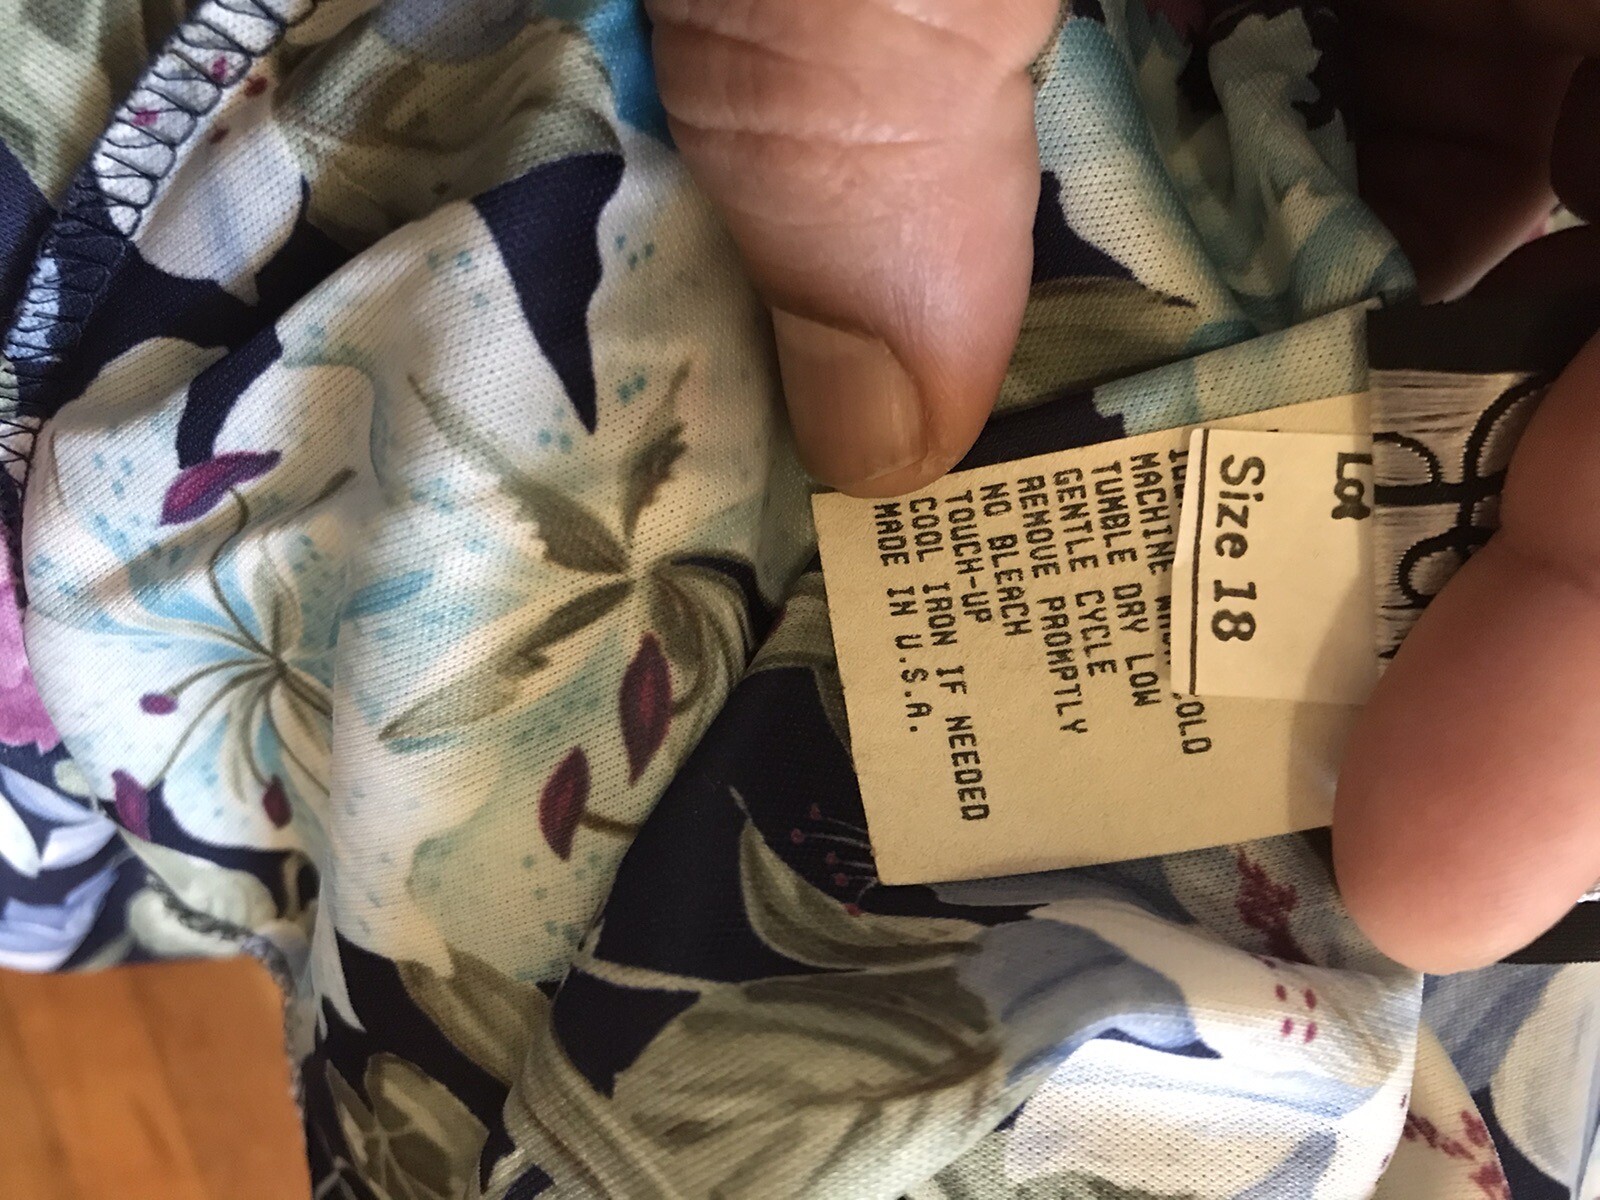 Lot
Size 18
MACHINE
TUMBLE DRY LOW
GENTLE CYCLE
REMOVE PROMPTLY
NO BLEACH
TOUCH-UP
COOL IRON IF NEEDED
MADE IN U.S.A.